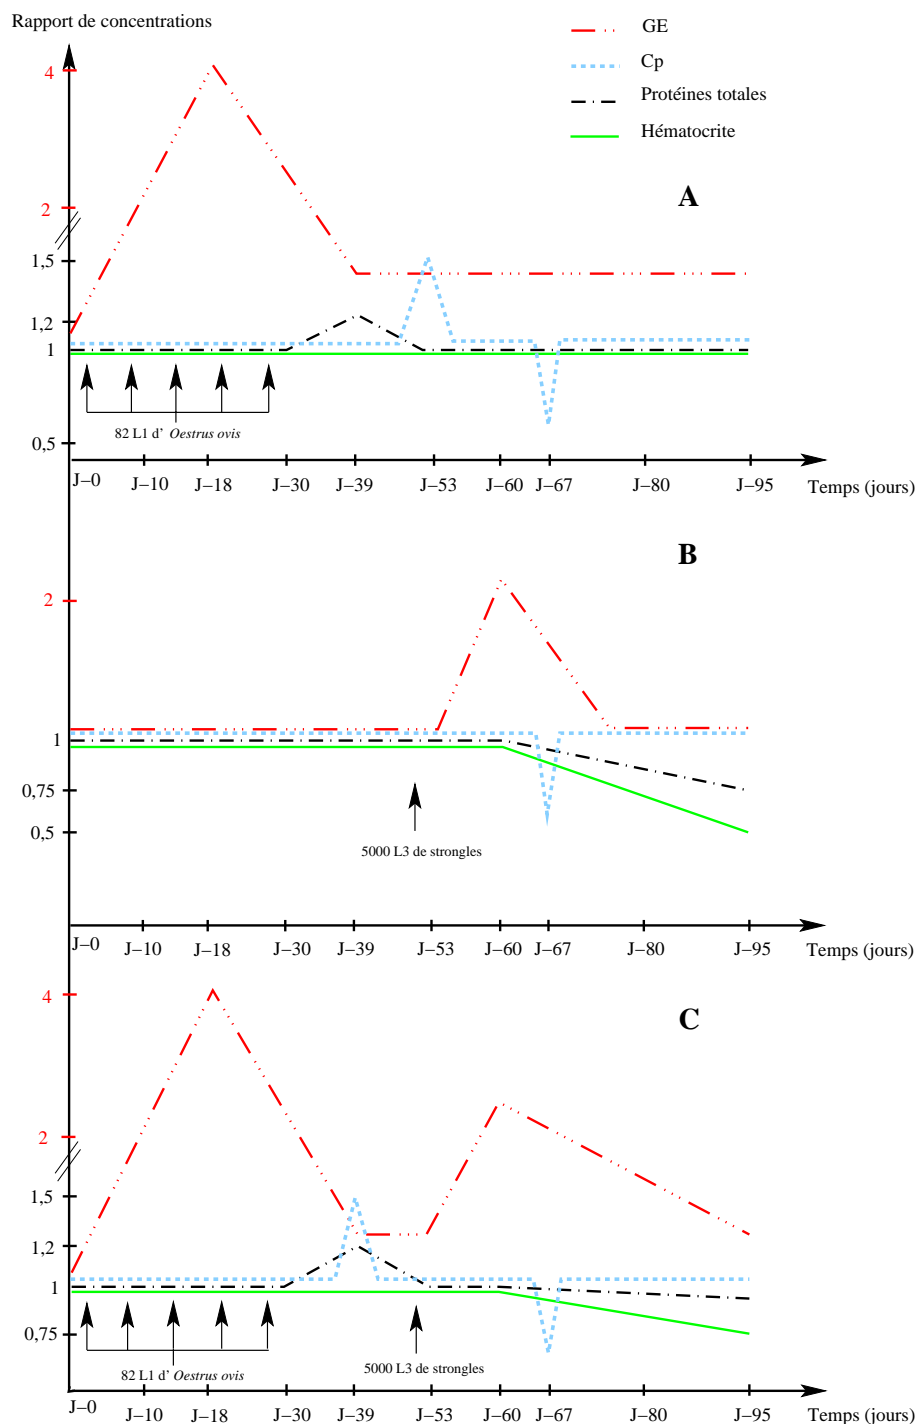 Rapport de concentrations
GE
Cp
Protéines totales
Hématocrite
A
4
2
1,5
1,2
1
0,5
82 L1 d' Oestrus ovis
J–0 J–10 J–18 J–30 J–39 J–53 J–60 J–67 J–80 J–95 Temps (jours)
B
2
1
0,75
0,5
5000 L3 de strongles
J–0 J–10 J–18 J–30 J–39 J–53 J–60 J–67 J–80 J–95 Temps (jours)
C
4
2
1,5
1,2
1
0,75
82 L1 d' Oestrus ovis
5000 L3 de strongles
J–0 J–10 J–18 J–30 J–39 J–53 J–60 J–67 J–80 J–95 Temps (jours)